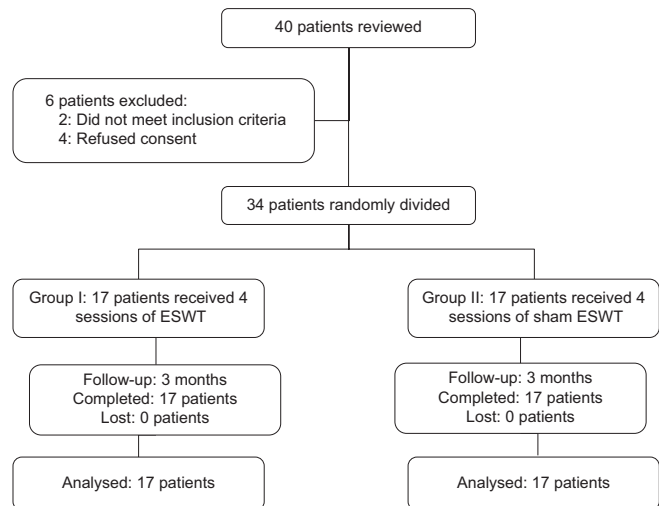 40 patients reviewed
6 patients excluded:
2: Did not meet inclusion criteria
4: Refused consent
34 patients randomly divided
Group I: 17 patients received 4
sessions of ESWT
Group II: 17 patients received 4
sessions of sham ESWT
Follow-up: 3 months
Completed: 17 patients
Lost: 0 patients
Follow-up: 3 months
Completed: 17 patients
Lost: 0 patients
Analysed: 17 patients
Analysed: 17 patients